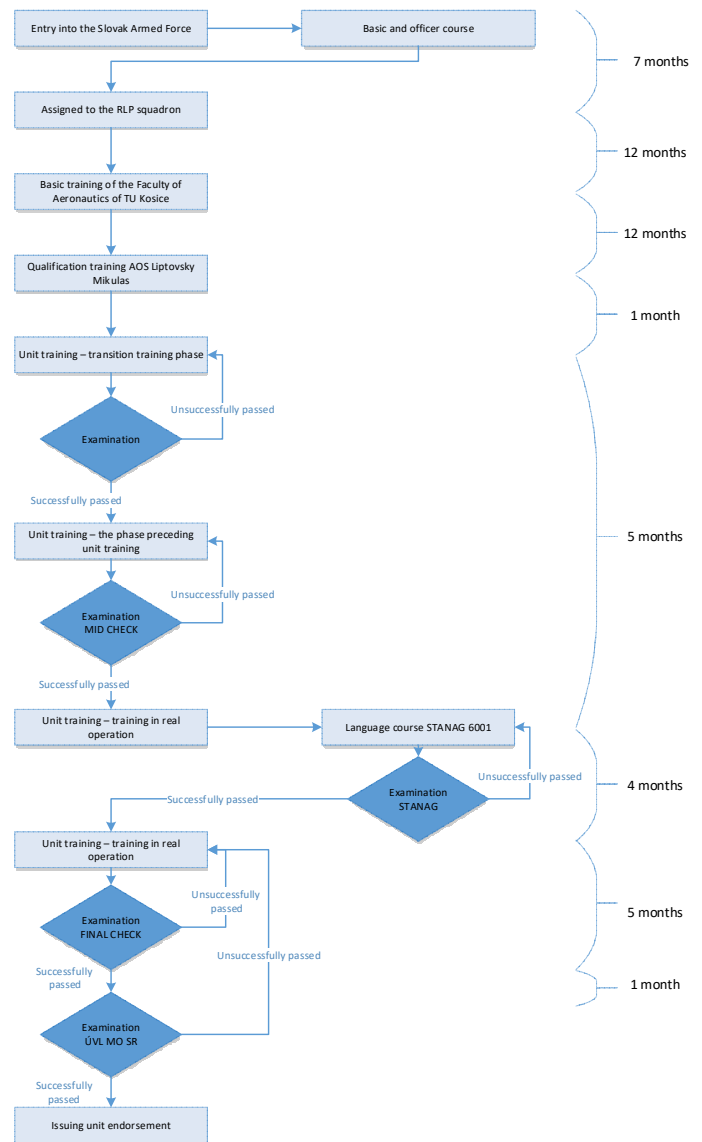 Entry into the Slovak Armed Force
Basic and officer course
7 months
Assigned to the RLP squadron
12 months
Basic training of the Faculty of
Aeronautics of TU Kosice
12 months
Qualification training AOS Liptovsky
Mikulas
1 month
Unit training – transition training phase
Unsuccessfully passed
Examination
Successfully passed
5 months
Unit training – the phase preceding
unit training
Unsuccessfully passed
Examination
MID CHECK
Successfully passed
Unit training – training in real
operation
Language course STANAG 6001
Unsuccessfully passed
Examination
STANAG
4 months
Successfully passed
Unit training – training in real
operation
Unsuccessfully
passed
Examination
FINAL CHECK
5 months
Unsuccessfully passed
Successfully
passed
1 month
Examination
ÚVL MO SR
Successfully
passed
Issuing unit endorsement